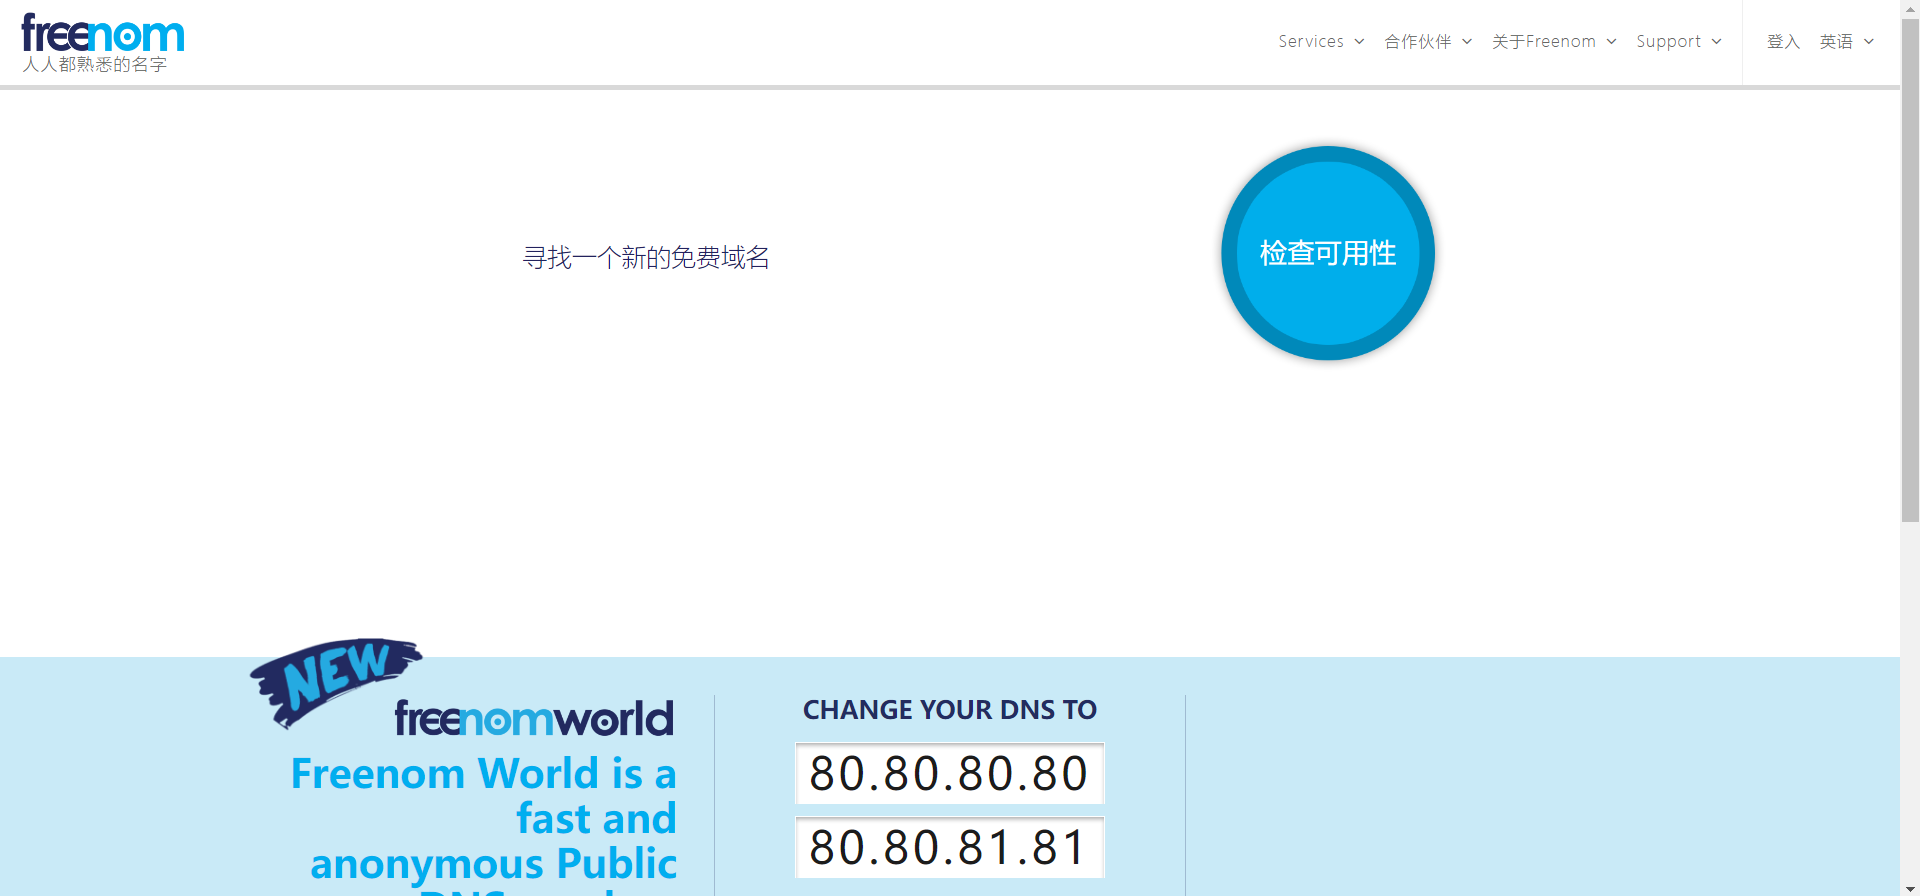 freenom
人人都熟悉的名字
Services
合作伙伴
关于Freenom
Support
登入
英语
寻找一个新的免费域名
检查可用性
NEW
freenomworld
Freenom World is a
fast and
anonymous Public
CHANGE YOUR DNS TO
80.80.80.80
80.80.81.81